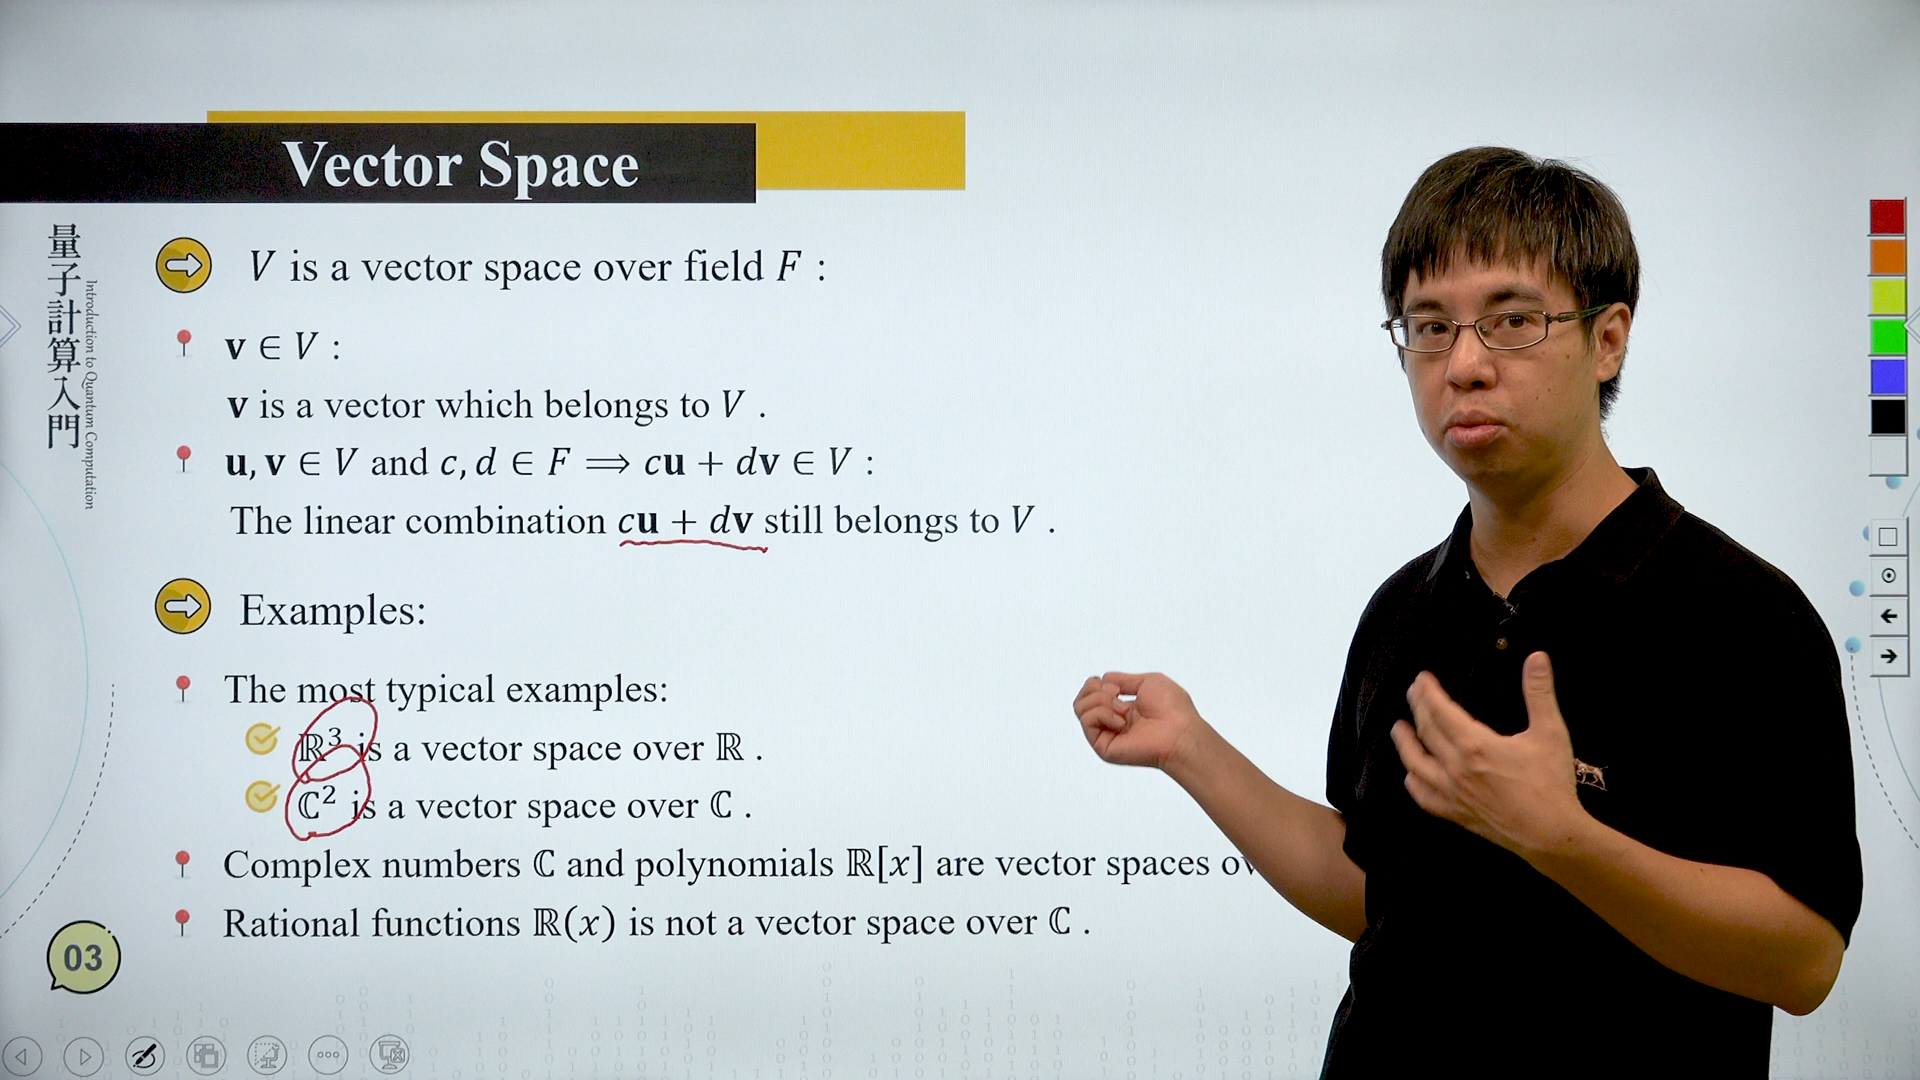 Vector Space
量子計算入門
Introduction to Quantum Computation
V is a vector space over field F :
v ∈ V :
v is a vector which belongs to V .
u, v ∈ V and c, d ∈ F ⟹ cu + dv ∈ V :
The linear combination cu + dv still belongs to V .
Examples:
The most typical examples:
ℝ³ is a vector space over ℝ .
ℂ² is a vector space over ℂ .
Complex numbers ℂ and polynomials ℝ[x] are vector spaces
Rational functions ℝ(x) is not a vector space over ℂ .
03